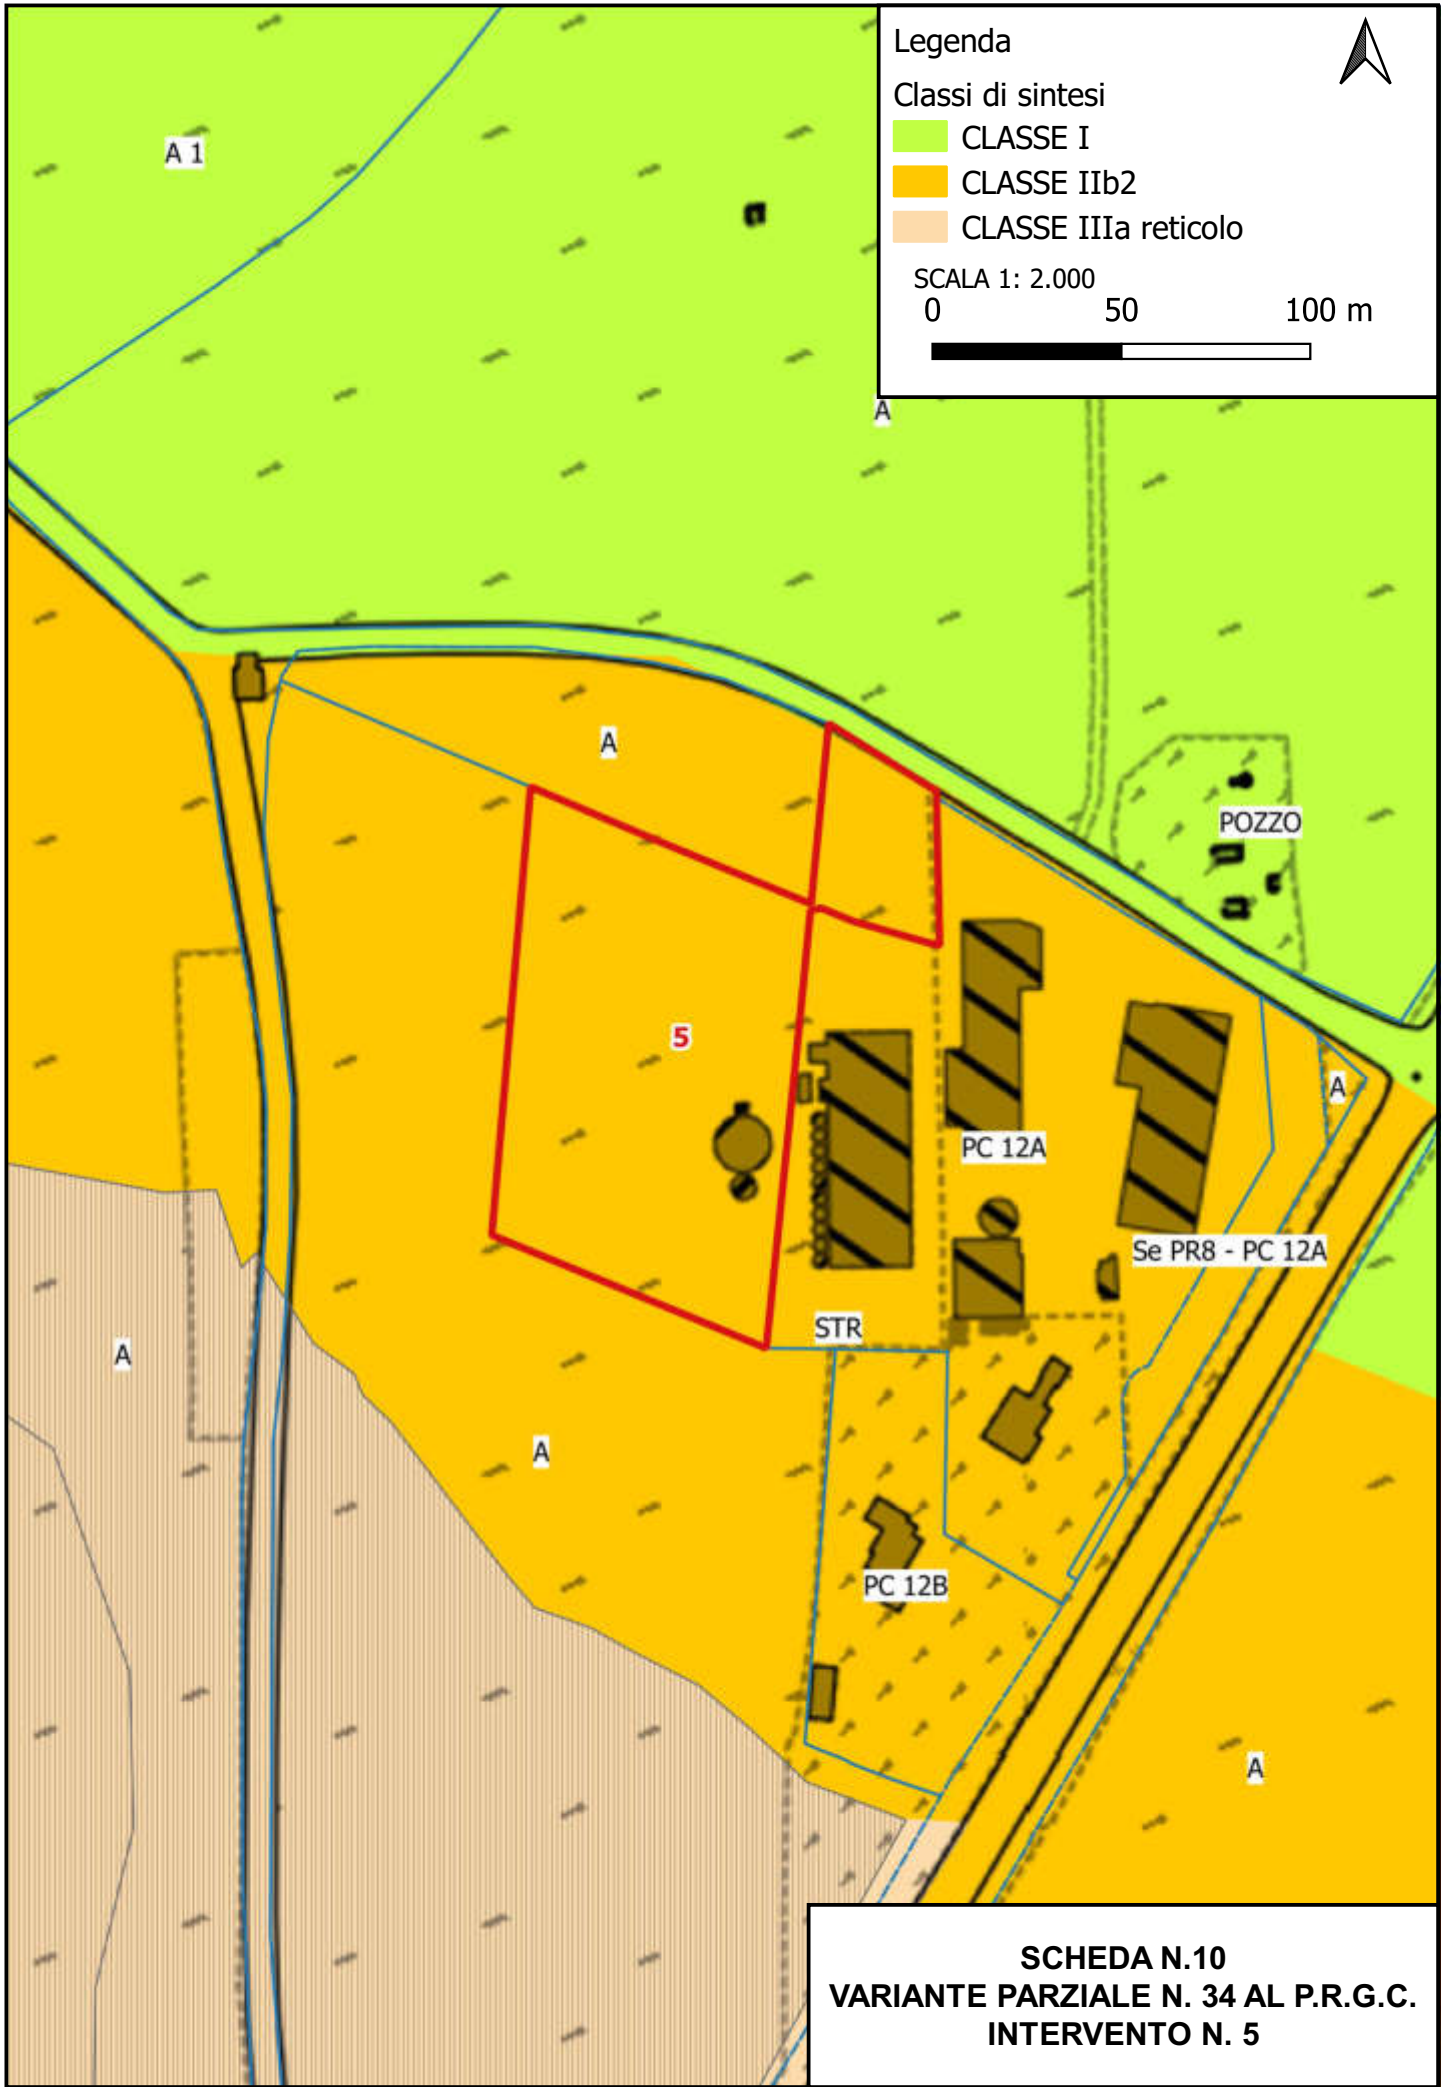 Legenda
Classi di sintesi
CLASSE I
CLASSE IIb2
CLASSE IIIa reticolo
SCALA 1: 2.000
0 50 100 m
A 1
A
A
POZZO
5
A
PC 12A
Se PR8 - PC 12A
STR
A
A
PC 12B
A
SCHEDA N.10
VARIANTE PARZIALE N. 34 AL P.R.G.C.
INTERVENTO N. 5